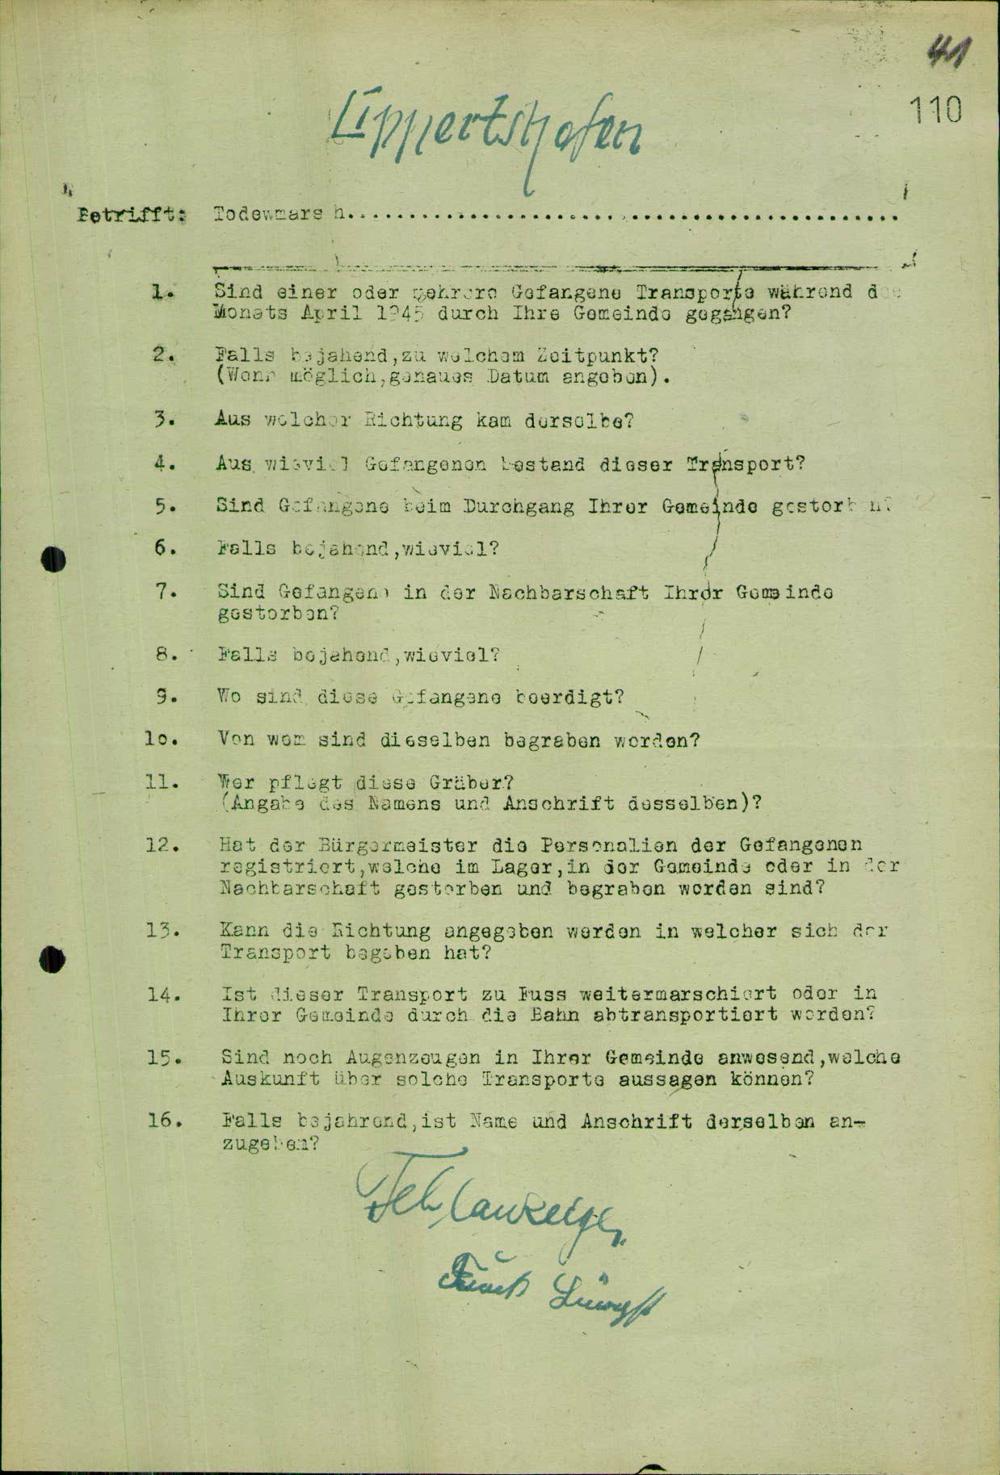 41
110
Lippertshofen
Betrifft: Todesmarsch........................................
1. Sind einer oder mehrere Gefangene Transporte während des
Monats April 1945 durch Ihre Gemeinde gegangen?
2. Falls bejahend,zu welchem Zeitpunkt?
(Wenn möglich,genaues Datum angeben).
3. Aus welcher Richtung kam derselbe?
4. Aus wieviel Gefangenen bestand dieser Transport?
5. Sind Gefangene beim Durchgang Ihrer Gemeinde gestorben?
6. Falls bejahend,wieviel?
7. Sind Gefangene in der Nachbarschaft Ihrer Gemeinde
gestorben?
8. Falls bejahend,wieviel?
9. Wo sind diese Gefangene beerdigt?
10. Von wem sind dieselben begraben worden?
11. Wer pflegt diese Gräber?
(Angabe des Namens und Anschrift desselben)?
12. Hat der Bürgermeister die Personalien der Gefangenen
registriert,welche im Lager,in der Gemeinde oder in der
Nachbarschaft gestorben und begraben worden sind?
13. Kann die Richtung angegeben werden in welcher sich der
Transport begeben hat?
14. Ist dieser Transport zu Fuss weitermarschiert oder in
Ihrer Gemeinde durch die Bahn abtransportiert worden?
15. Sind noch Augenzeugen in Ihrer Gemeinde anwesend,welche
Auskunft über solche Transporte aussagen können?
16. Falls bejahrend,ist Name und Anschrift derselben an-
zugeben?
Fehlanzeige